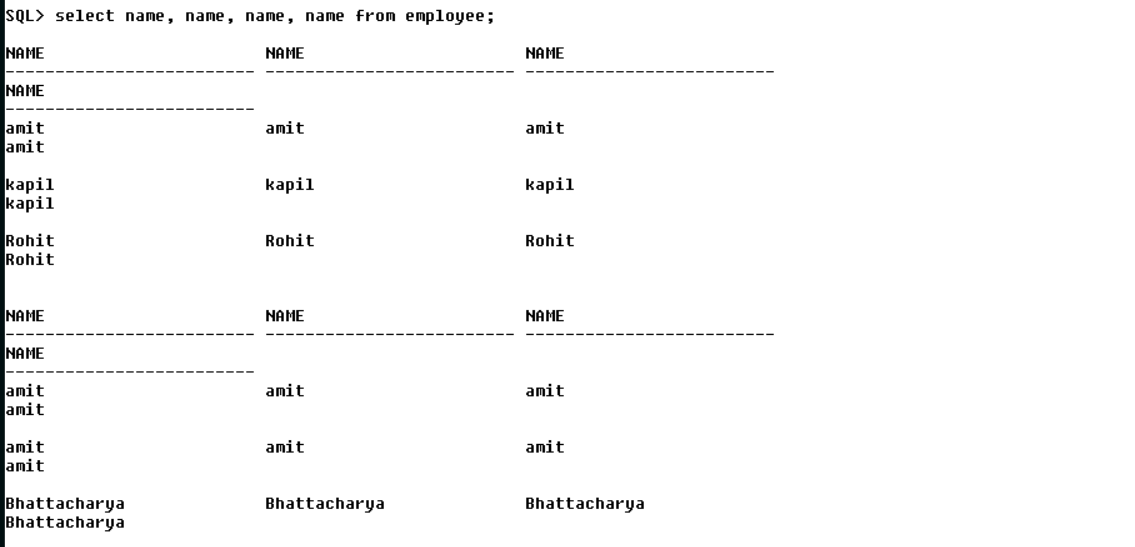 SQL> select name, name, name, name from employee;
NAME                      NAME                      NAME
------------------------- ------------------------- -------------------------
NAME
-------------------------
amit                      amit                      amit
amit
kapil                     kapil                     kapil
kapil
Rohit                     Rohit                     Rohit
Rohit
NAME                      NAME                      NAME
------------------------- ------------------------- -------------------------
NAME
-------------------------
amit                      amit                      amit
amit
amit                      amit                      amit
amit
Bhattacharya              Bhattacharya              Bhattacharya
Bhattacharya